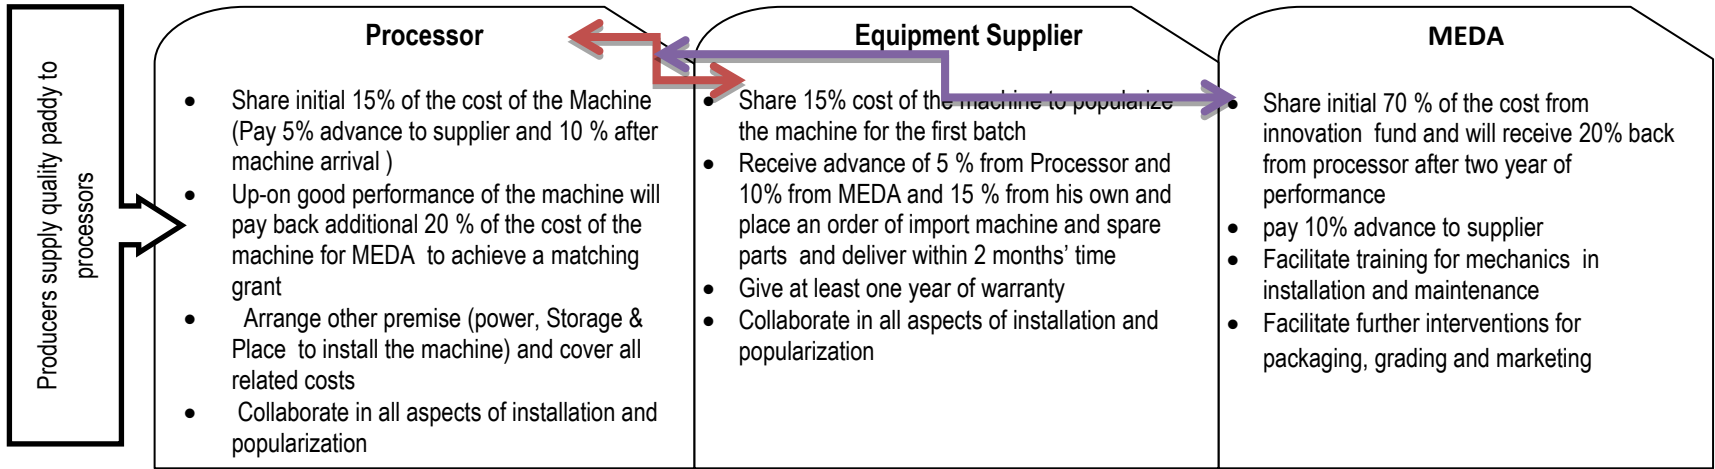 Producers supply quality paddy to
processors
Processor
• Share initial 15% of the cost of the Machine
(Pay 5% advance to supplier and 10 % after
machine arrival )
• Up-on good performance of the machine will
pay back additional 20 % of the cost of the
machine for MEDA to achieve a matching
grant
• Arrange other premise (power, Storage &
Place to install the machine) and cover all
related costs
• Collaborate in all aspects of installation and
popularization
Equipment Supplier
• Share 15% cost of the machine to popularize
the machine for the first batch
• Receive advance of 5 % from Processor and
10% from MEDA and 15 % from his own and
place an order of import machine and spare
parts and deliver within 2 months’ time
• Give at least one year of warranty
• Collaborate in all aspects of installation and
popularization
MEDA
• Share initial 70 % of the cost from
innovation fund and will receive 20% back
from processor after two year of
performance
• pay 10% advance to supplier
• Facilitate training for mechanics in
installation and maintenance
• Facilitate further interventions for
packaging, grading and marketing